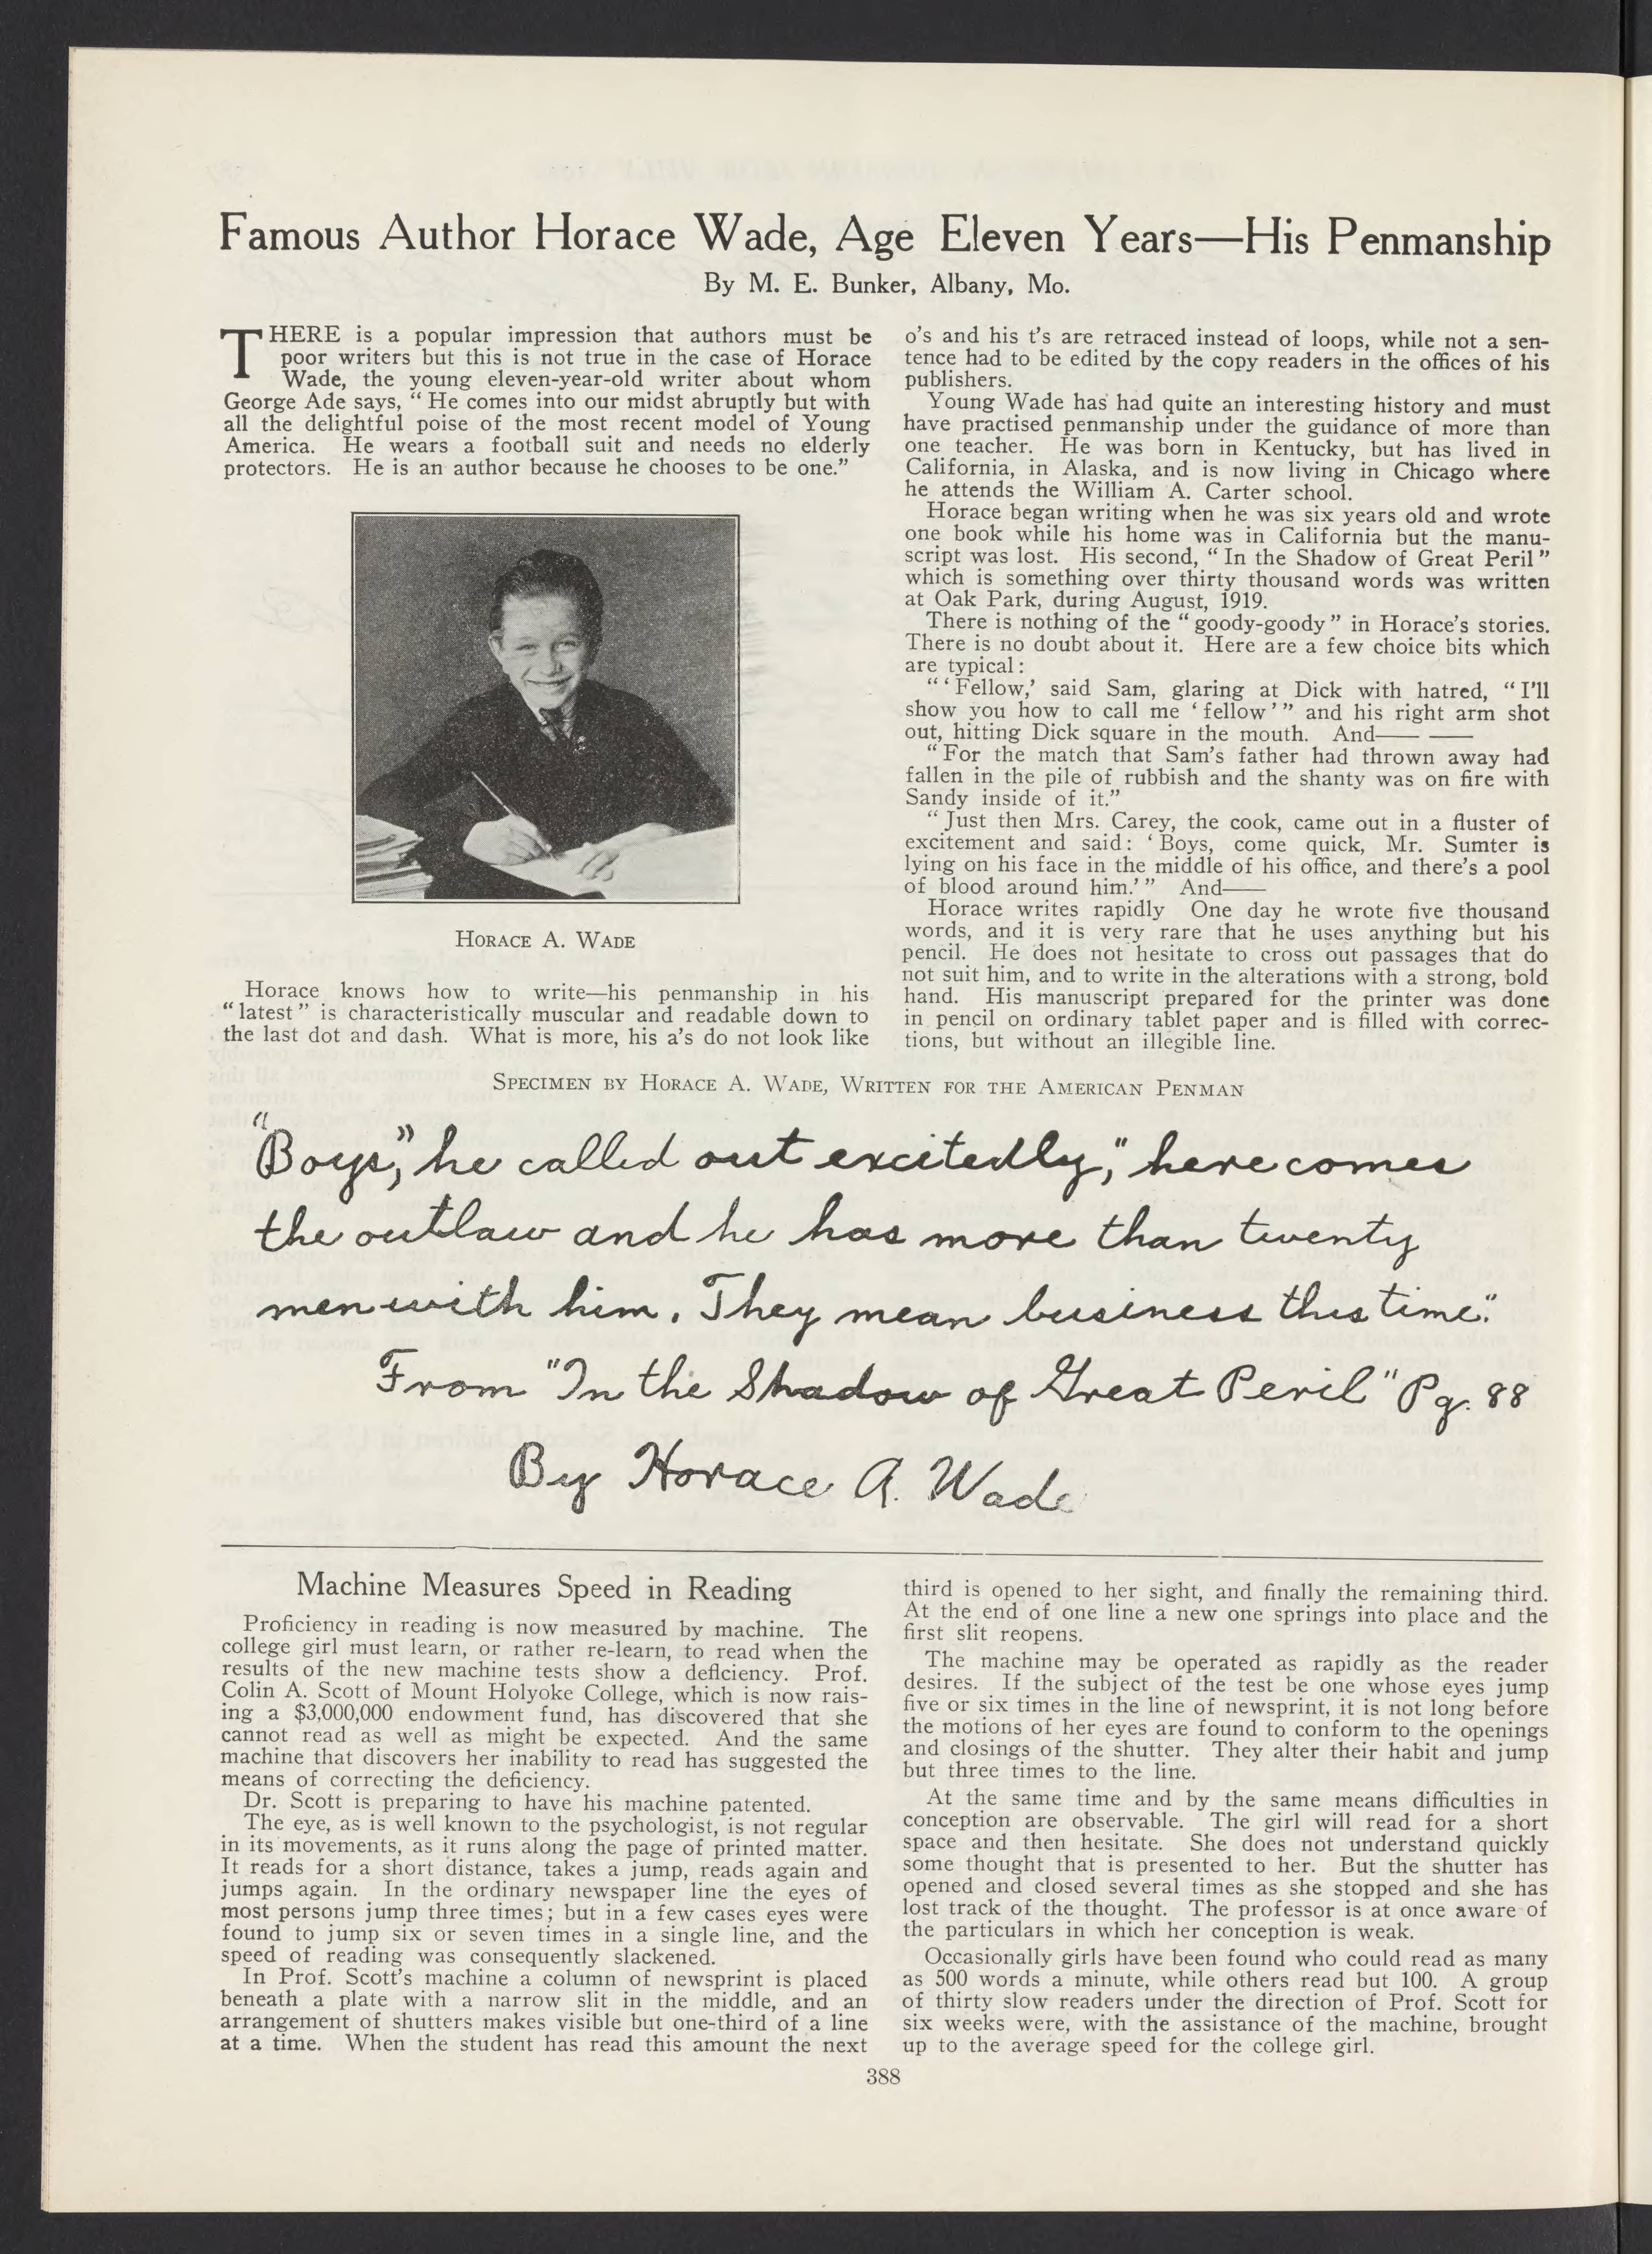 Famous Author Horace Wade, Age Eleven Years—His Penmanship
By M. E. Bunker, Albany, Mo.
THERE is a popular impression that authors must be
poor writers but this is not true in the case of Horace
Wade, the young eleven-year-old writer about whom
George Ade says, "He comes into our midst abruptly but with
all the delightful poise of the most recent model of Young
America. He wears a football suit and needs no elderly
protectors. He is an author because he chooses to be one."
HORACE A. WADE
Horace knows how to write—his penmanship in his
"latest" is characteristically muscular and readable down to
the last dot and dash. What is more, his a's do not look like
o's and his t's are retraced instead of loops, while not a sen-
tence had to be edited by the copy readers in the offices of his
publishers.
Young Wade has had quite an interesting history and must
have practised penmanship under the guidance of more than
one teacher. He was born in Kentucky, but has lived in
California, in Alaska, and is now living in Chicago where
he attends the William A. Carter school.
Horace began writing when he was six years old and wrote
one book while his home was in California but the manu-
script was lost. His second, "In the Shadow of Great Peril"
which is something over thirty thousand words was written
at Oak Park, during August, 1919.
There is nothing of the "goody-goody" in Horace's stories.
There is no doubt about it. Here are a few choice bits which
are typical:
"'Fellow,' said Sam, glaring at Dick with hatred, "I'll
show you how to call me 'fellow'" and his right arm shot
out, hitting Dick square in the mouth. And—— ——
"For the match that Sam's father had thrown away had
fallen in the pile of rubbish and the shanty was on fire with
Sandy inside of it."
"Just then Mrs. Carey, the cook, came out in a fluster of
excitement and said: 'Boys, come quick, Mr. Sumter is
lying on his face in the middle of his office, and there's a pool
of blood around him.'" And——
Horace writes rapidly One day he wrote five thousand
words, and it is very rare that he uses anything but his
pencil. He does not hesitate to cross out passages that do
not suit him, and to write in the alterations with a strong, bold
hand. His manuscript prepared for the printer was done
in pencil on ordinary tablet paper and is filled with correc-
tions, but without an illegible line.
SPECIMEN BY HORACE A. WADE, WRITTEN FOR THE AMERICAN PENMAN
"Boys," he called out excitedly, "here comes
the outlaw and he has more than twenty
men with him. They mean business this time."
From "In the Shadow of Great Peril" Pg. 88
By Horace A. Wade
Machine Measures Speed in Reading
Proficiency in reading is now measured by machine. The
college girl must learn, or rather re-learn, to read when the
results of the new machine tests show a deficiency. Prof.
Colin A. Scott of Mount Holyoke College, which is now rais-
ing a $3,000,000 endowment fund, has discovered that she
cannot read as well as might be expected. And the same
machine that discovers her inability to read has suggested the
means of correcting the deficiency.
Dr. Scott is preparing to have his machine patented.
The eye, as is well known to the psychologist, is not regular
in its movements, as it runs along the page of printed matter.
It reads for a short distance, takes a jump, reads again and
jumps again. In the ordinary newspaper line the eyes of
most persons jump three times; but in a few cases eyes were
found to jump six or seven times in a single line, and the
speed of reading was consequently slackened.
In Prof. Scott's machine a column of newsprint is placed
beneath a plate with a narrow slit in the middle, and an
arrangement of shutters makes visible but one-third of a line
at a time. When the student has read this amount the next
third is opened to her sight, and finally the remaining third.
At the end of one line a new one springs into place and the
first slit reopens.
The machine may be operated as rapidly as the reader
desires. If the subject of the test be one whose eyes jump
five or six times in the line of newsprint, it is not long before
the motions of her eyes are found to conform to the openings
and closings of the shutter. They alter their habit and jump
but three times to the line.
At the same time and by the same means difficulties in
conception are observable. The girl will read for a short
space and then hesitate. She does not understand quickly
some thought that is presented to her. But the shutter has
opened and closed several times as she stopped and she has
lost track of the thought. The professor is at once aware of
the particulars in which her conception is weak.
Occasionally girls have been found who could read as many
as 500 words a minute, while others read but 100. A group
of thirty slow readers under the direction of Prof. Scott for
six weeks were, with the assistance of the machine, brought
up to the average speed for the college girl.
388